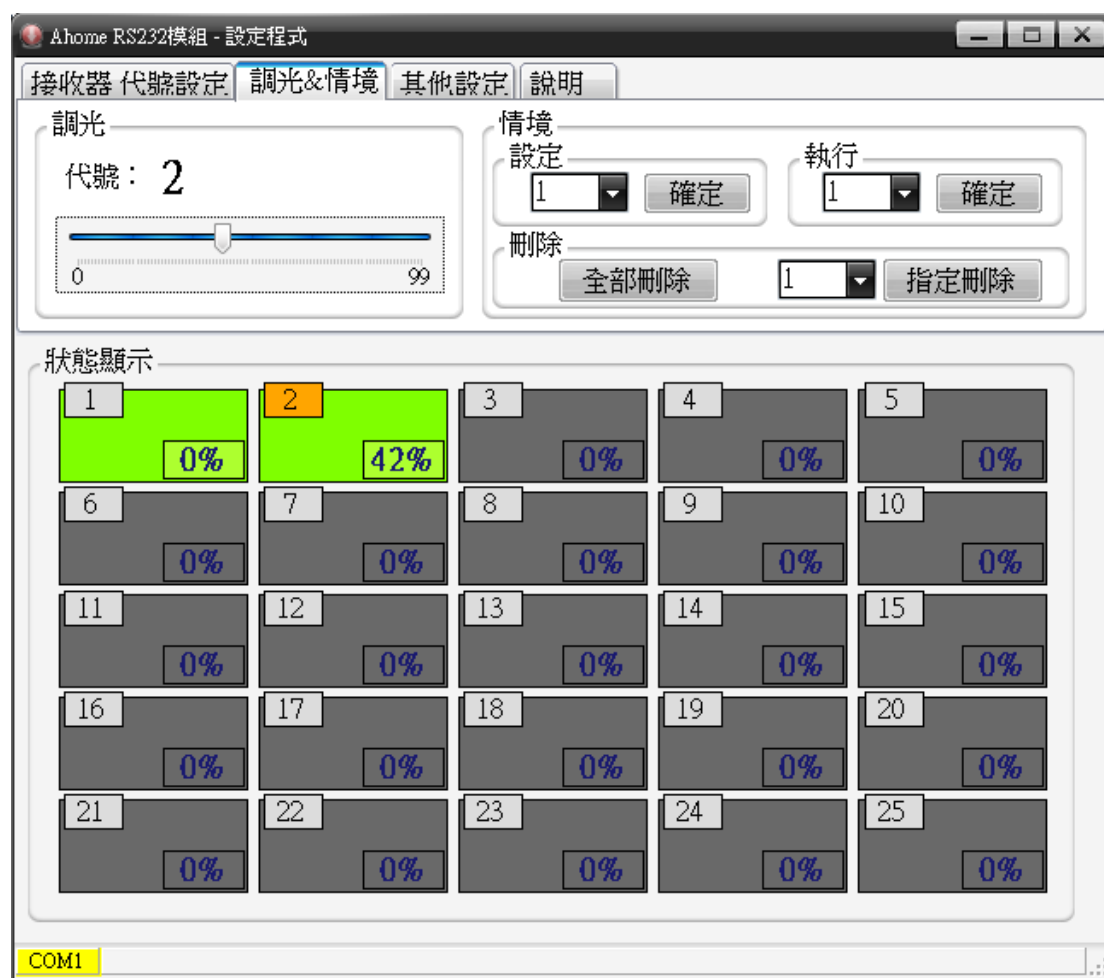 Ahome RS232模組 - 設定程式
接收器 代號設定 調光&情境 其他設定 說明
調光
代號： 2
0 99
情境
設定
1 確定
執行
1 確定
刪除
全部刪除 1 指定刪除
狀態顯示
1 2 3 4 5
0% 42% 0% 0% 0%
6 7 8 9 10
0% 0% 0% 0% 0%
11 12 13 14 15
0% 0% 0% 0% 0%
16 17 18 19 20
0% 0% 0% 0% 0%
21 22 23 24 25
0% 0% 0% 0% 0%
COM1